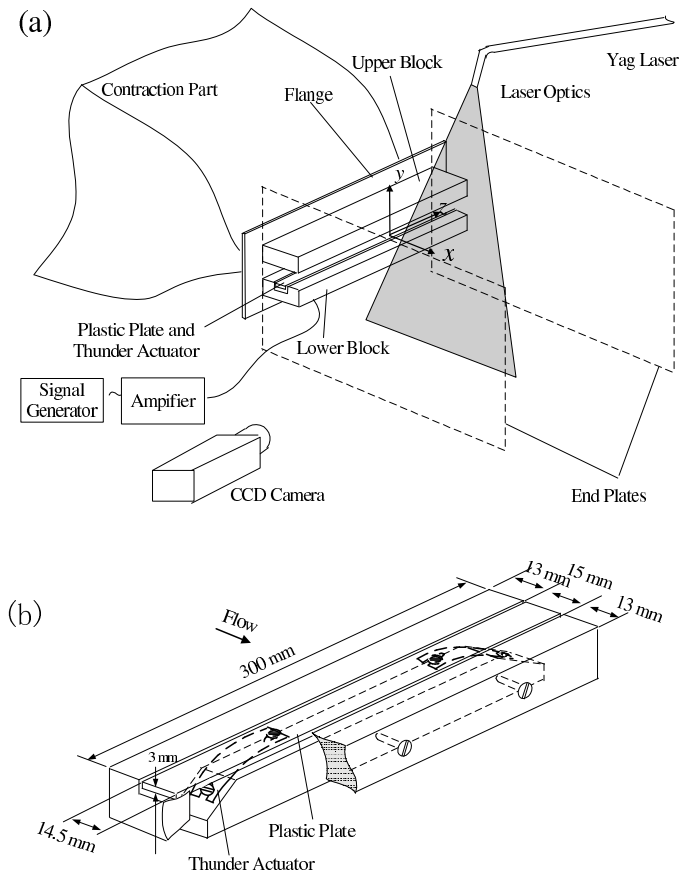 (a)
Yag Laser
Upper Block
Laser Optics
Contraction Part
Flange
y
z
x
Plastic Plate and
Thunder Actuator
Lower Block
Signal
Generator
Ampifier
CCD Camera
End Plates
(b)
13 mm
15 mm
13 mm
Flow
300 mm
3 mm
14.5 mm
Plastic Plate
Thunder Actuator